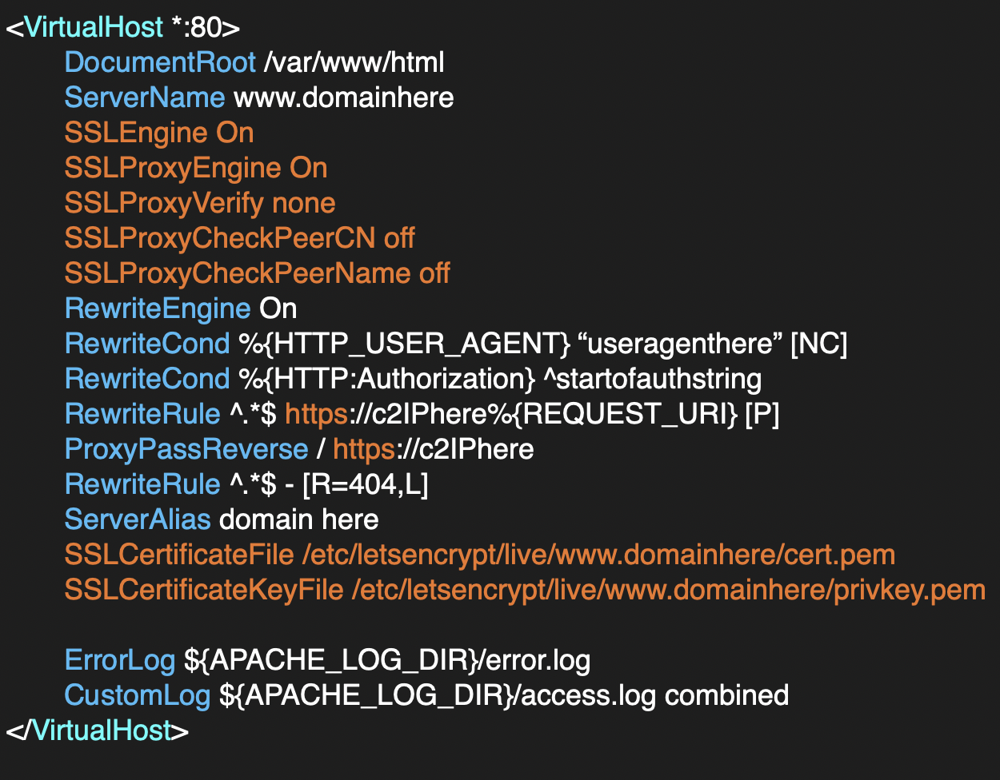 <VirtualHost *:80>
DocumentRoot /var/www/html
ServerName www.domainhere
SSLEngine On
SSLProxyEngine On
SSLProxyVerify none
SSLProxyCheckPeerCN off
SSLProxyCheckPeerName off
RewriteEngine On
RewriteCond %{HTTP_USER_AGENT} “useragenthere” [NC]
RewriteCond %{HTTP:Authorization} ^startofauthstring
RewriteRule ^.*$ https://c2IPhere%{REQUEST_URI} [P]
ProxyPassReverse / https://c2IPhere
RewriteRule ^.*$ - [R=404,L]
ServerAlias domain here
SSLCertificateFile /etc/letsencrypt/live/www.domainhere/cert.pem
SSLCertificateKeyFile /etc/letsencrypt/live/www.domainhere/privkey.pem
ErrorLog ${APACHE_LOG_DIR}/error.log
CustomLog ${APACHE_LOG_DIR}/access.log combined
</VirtualHost>